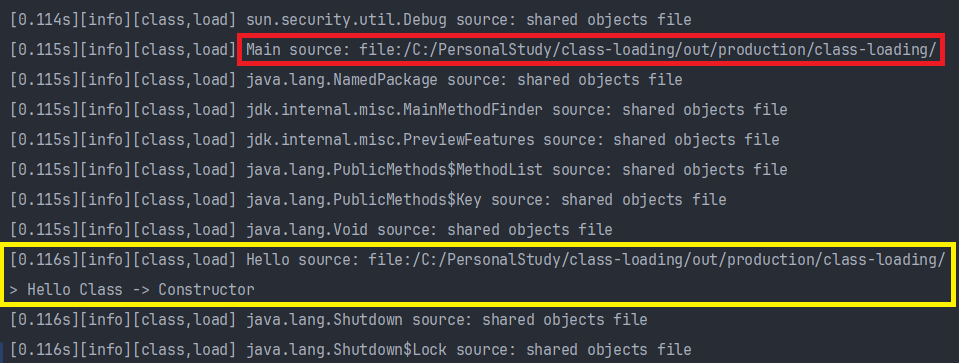 [0.114s][info][class,load] sun.security.util.Debug source: shared objects file
[0.115s][info][class,load] Main source: file:/C:/PersonalStudy/class-loading/out/production/class-loading/
[0.115s][info][class,load] java.lang.NamedPackage source: shared objects file
[0.115s][info][class,load] jdk.internal.misc.MainMethodFinder source: shared objects file
[0.115s][info][class,load] jdk.internal.misc.PreviewFeatures source: shared objects file
[0.115s][info][class,load] java.lang.PublicMethods$MethodList source: shared objects file
[0.115s][info][class,load] java.lang.PublicMethods$Key source: shared objects file
[0.115s][info][class,load] java.lang.Void source: shared objects file
[0.116s][info][class,load] Hello source: file:/C:/PersonalStudy/class-loading/out/production/class-loading/
> Hello Class -> Constructor
[0.116s][info][class,load] java.lang.Shutdown source: shared objects file
[0.116s][info][class,load] java.lang.Shutdown$Lock source: shared objects file